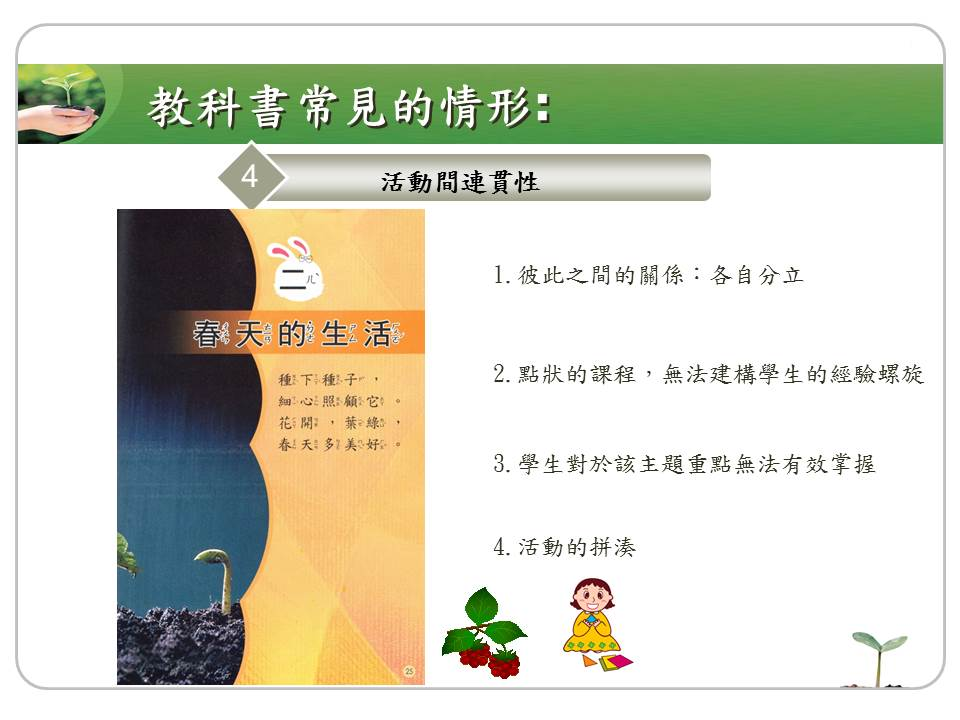 教科書常見的情形:
4
活動間連貫性
二ㄦˋ
春天的生活
種下種子，
細心照顧它。
花開，葉綠，
春天多美好。
25
1.彼此之間的關係：各自分立
2.點狀的課程，無法建構學生的經驗螺旋
3.學生對於該主題重點無法有效掌握
4.活動的拼湊